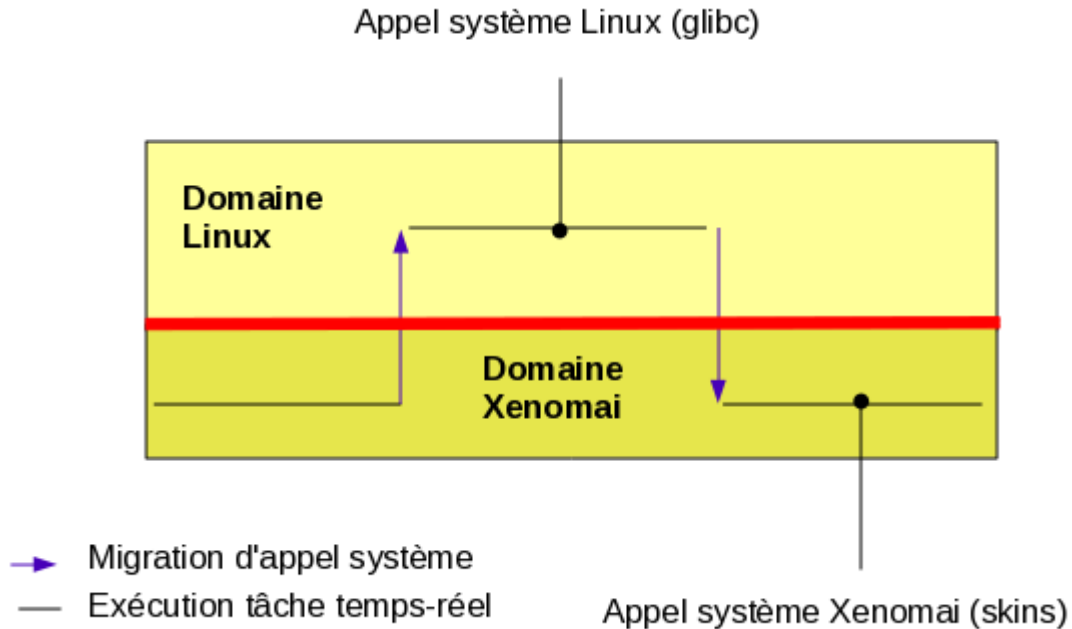 Appel système Linux (glibc)
Domaine
Linux
Domaine
Xenomai
Migration d'appel système
Exécution tâche temps-réel
Appel système Xenomai (skins)